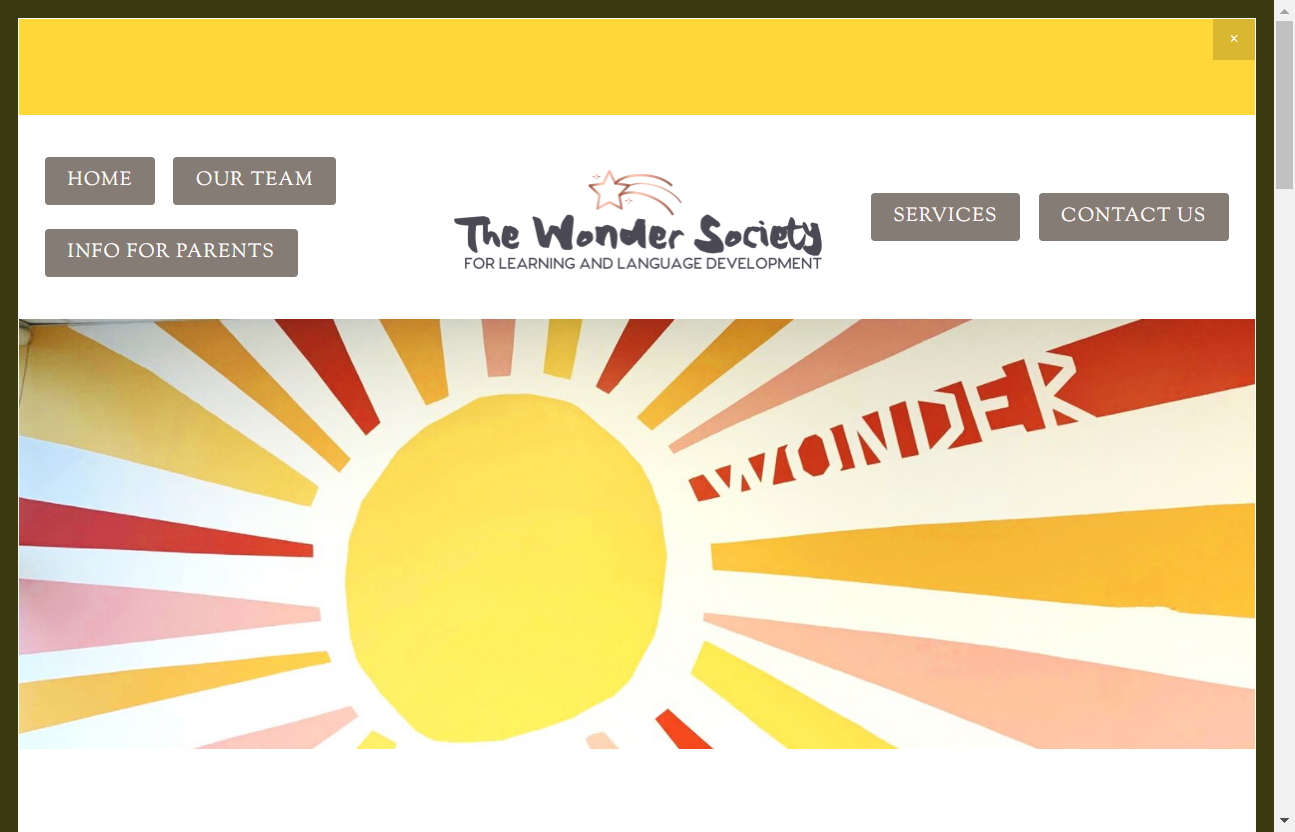 ×
HOME
OUR TEAM
INFO FOR PARENTS
The Wonder Society
FOR LEARNING AND LANGUAGE DEVELOPMENT
SERVICES
CONTACT US
WONDER